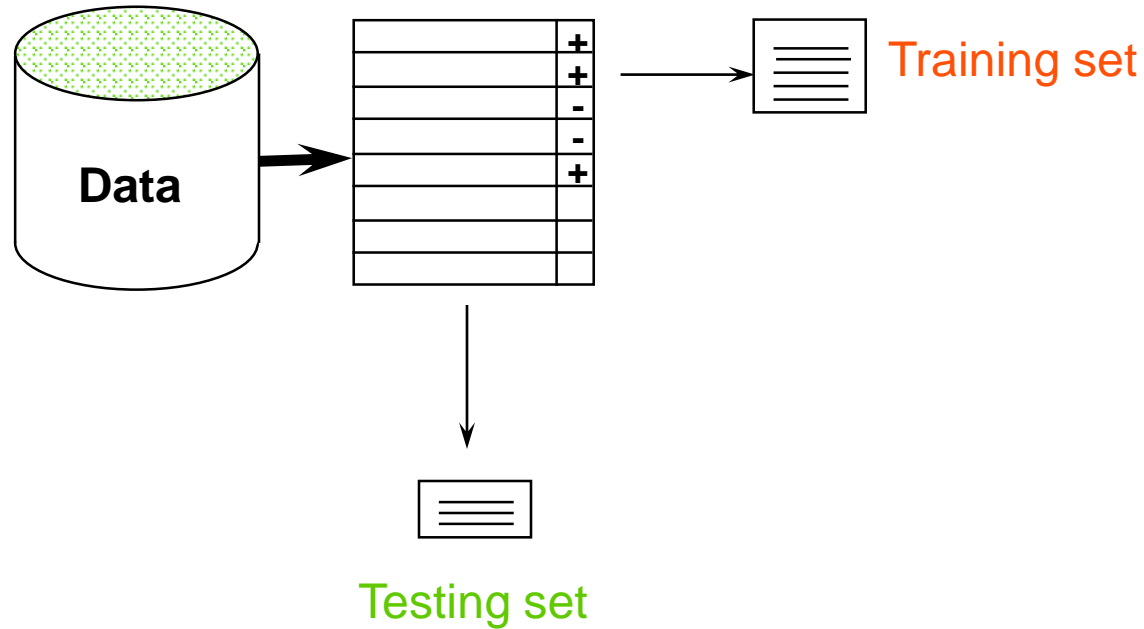 +
+
-
-
+
Training set
Data
Testing set